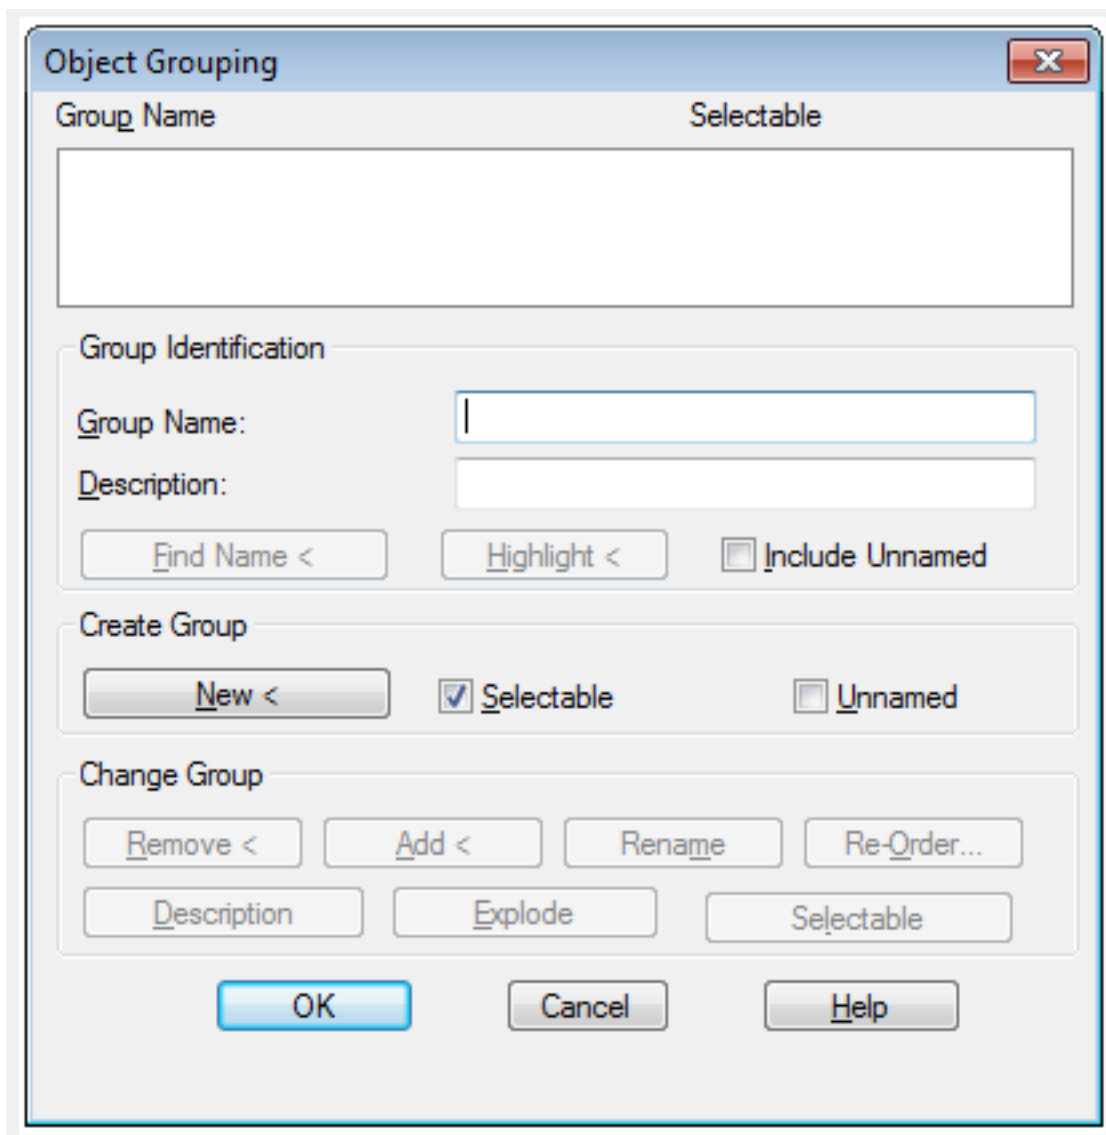 Object Grouping
Group Name Selectable
Group Identification
Group Name:
Description:
Find Name < Highlight < Include Unnamed
Create Group
New < Selectable Unnamed
Change Group
Remove < Add < Rename Re-Order...
Description Explode Selectable
OK Cancel Help